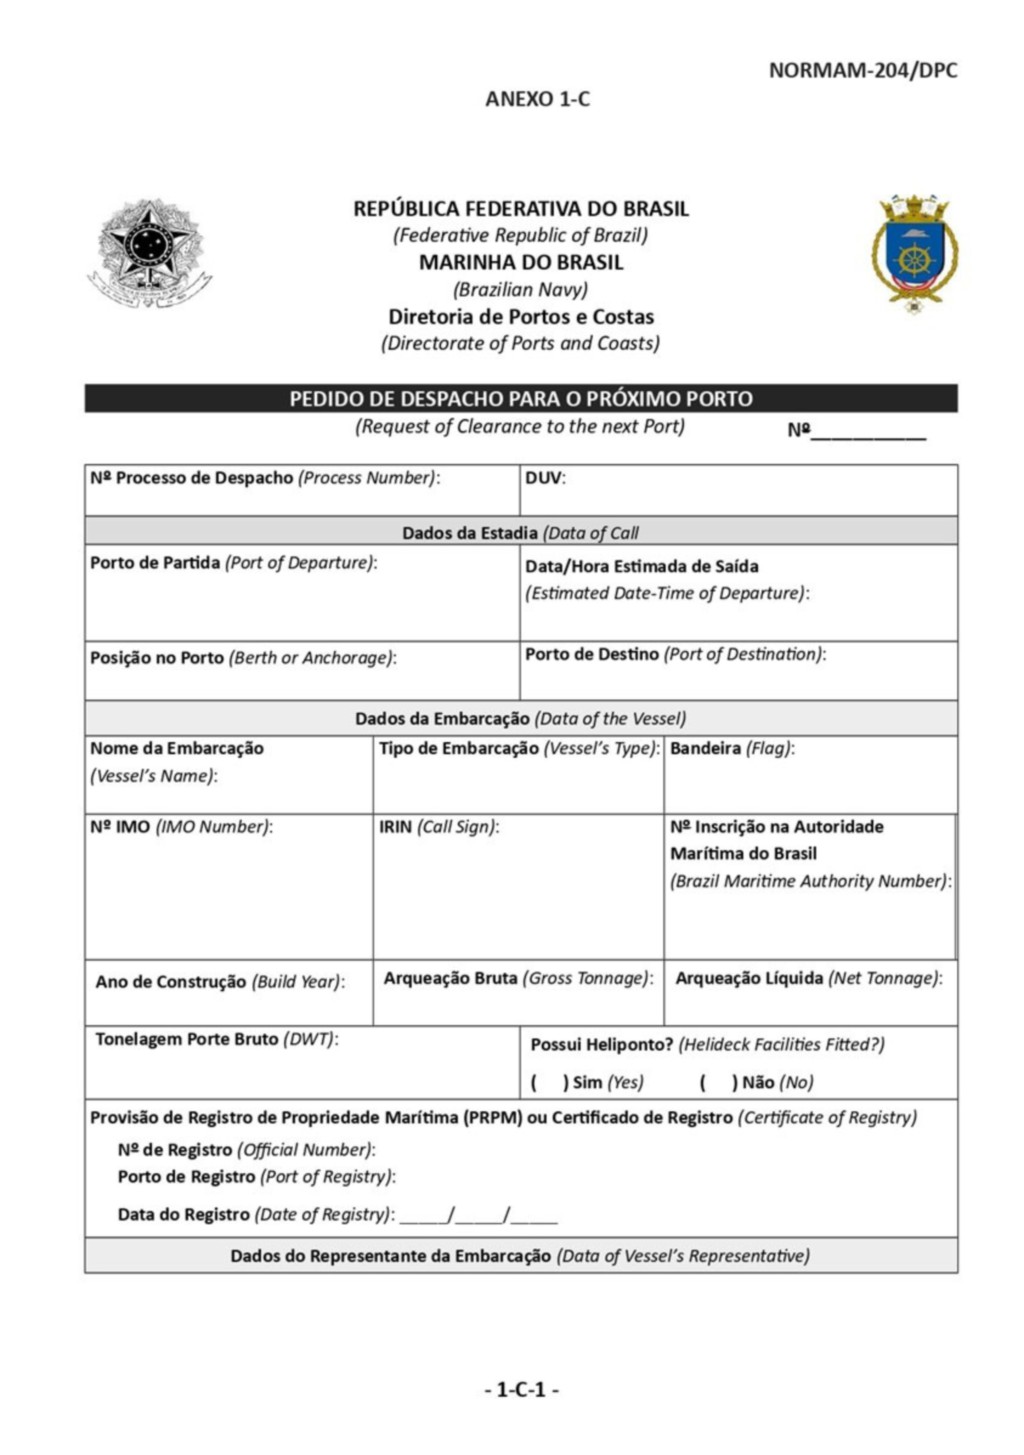 NORMAM-204/DPC
ANEXO 1-C
REPÚBLICA FEDERATIVA DO BRASIL
(Federative Republic of Brazil)
MARINHA DO BRASIL
(Brazilian Navy)
Diretoria de Portos e Costas
(Directorate of Ports and Coasts)
PEDIDO DE DESPACHO PARA O PRÓXIMO PORTO
(Request of Clearance to the next Port) Nº___________
Nº Processo de Despacho (Process Number): DUV:
Dados da Estadia (Data of Call
Porto de Partida (Port of Departure): Data/Hora Estimada de Saída
(Estimated Date-Time of Departure):
Posição no Porto (Berth or Anchorage): Porto de Destino (Port of Destination):
Dados da Embarcação (Data of the Vessel)
Nome da Embarcação Tipo de Embarcação (Vessel's Type): Bandeira (Flag):
(Vessel's Name):
Nº IMO (IMO Number): IRIN (Call Sign): Nº Inscrição na Autoridade
Marítima do Brasil
(Brazil Maritime Authority Number):
Ano de Construção (Build Year): Arqueação Bruta (Gross Tonnage): Arqueação Líquida (Net Tonnage):
Tonelagem Porte Bruto (DWT): Possui Heliponto? (Helideck Facilities Fitted?)
( ) Sim (Yes) ( ) Não (No)
Provisão de Registro de Propriedade Marítima (PRPM) ou Certificado de Registro (Certificate of Registry)
Nº de Registro (Official Number):
Porto de Registro (Port of Registry):
Data do Registro (Date of Registry): _____/_____/_____
Dados do Representante da Embarcação (Data of Vessel's Representative)
- 1-C-1 -